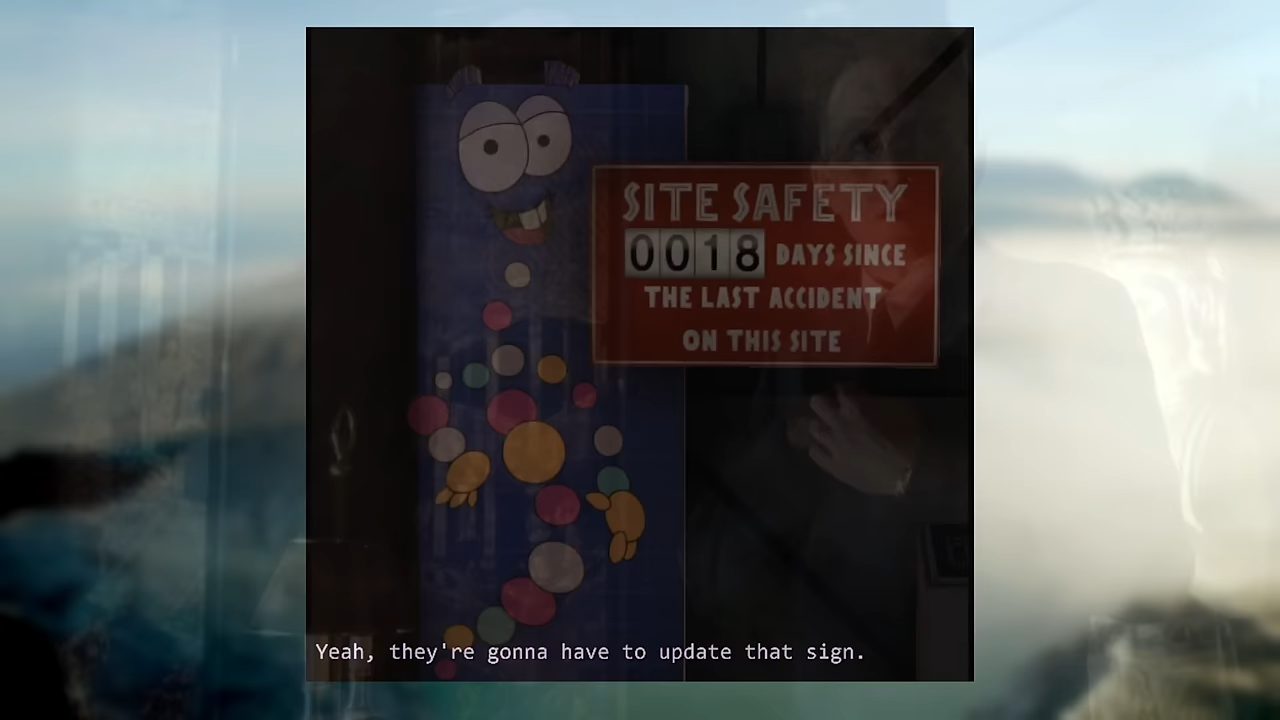 SITE SAFETY
0018 DAYS SINCE
THE LAST ACCIDENT
ON THIS SITE
Yeah, they're gonna have to update that sign.